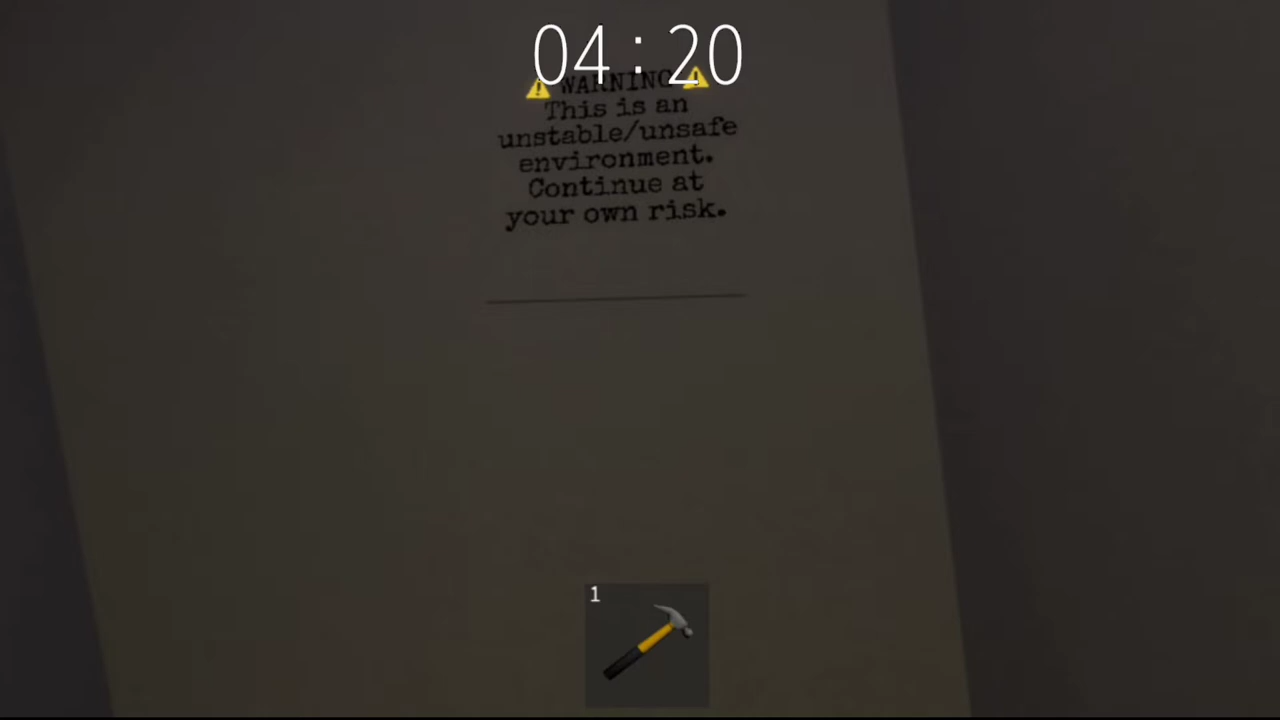 04:20
⚠ WARNING ⚠
This is an
unstable/unsafe
environment.
Continue at
your own risk.
1